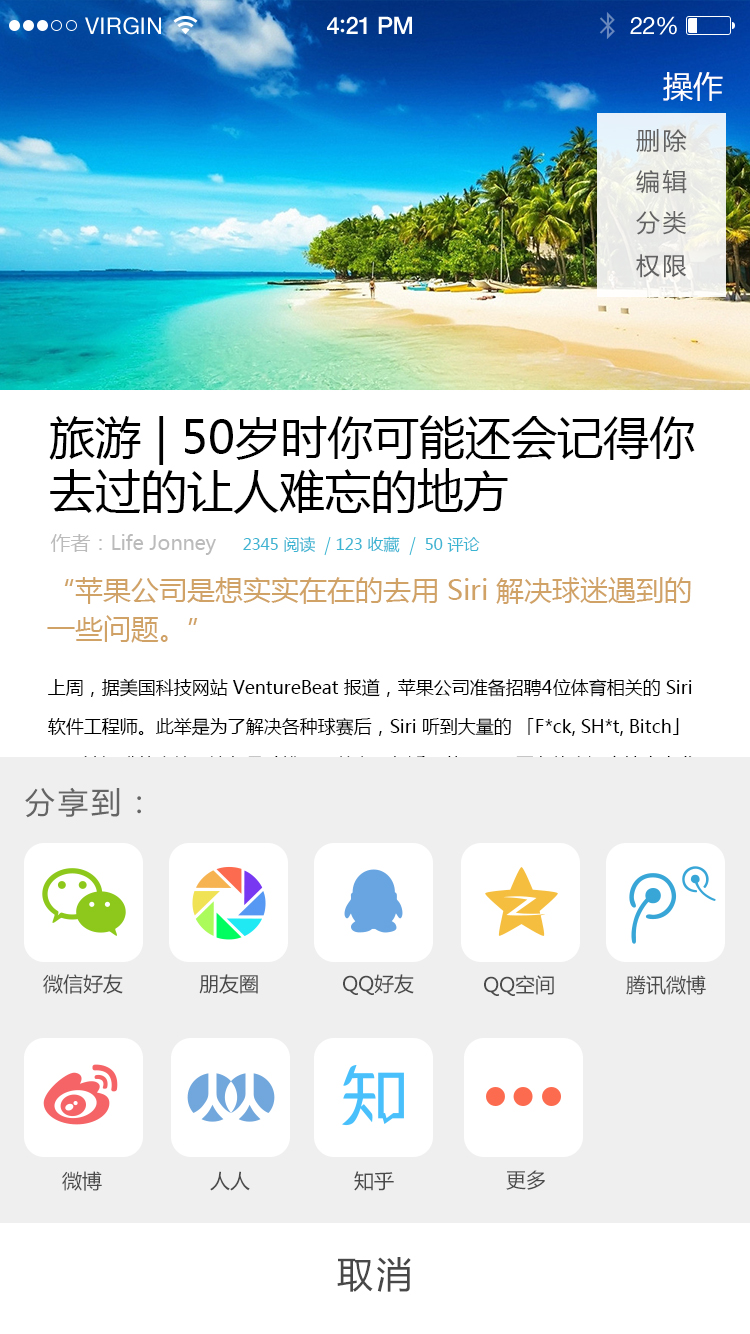 VIRGIN 4:21 PM 22%
操作
删除
编辑
分类
权限
旅游 | 50岁时你可能还会记得你
去过的让人难忘的地方
作者：Life Jonney 2345 阅读 / 123 收藏 / 50 评论
“苹果公司是想实实在在的去用 Siri 解决球迷遇到的
一些问题。”
上周，据美国科技网站 VentureBeat 报道，苹果公司准备招聘4位体育相关的 Siri
软件工程师。此举是为了解决各种球赛后，Siri 听到大量的 「F*ck, SH*t, Bitch」
分享到：
微信好友 朋友圈 QQ好友 QQ空间 腾讯微博
知
微博 人人 知乎 更多
取消